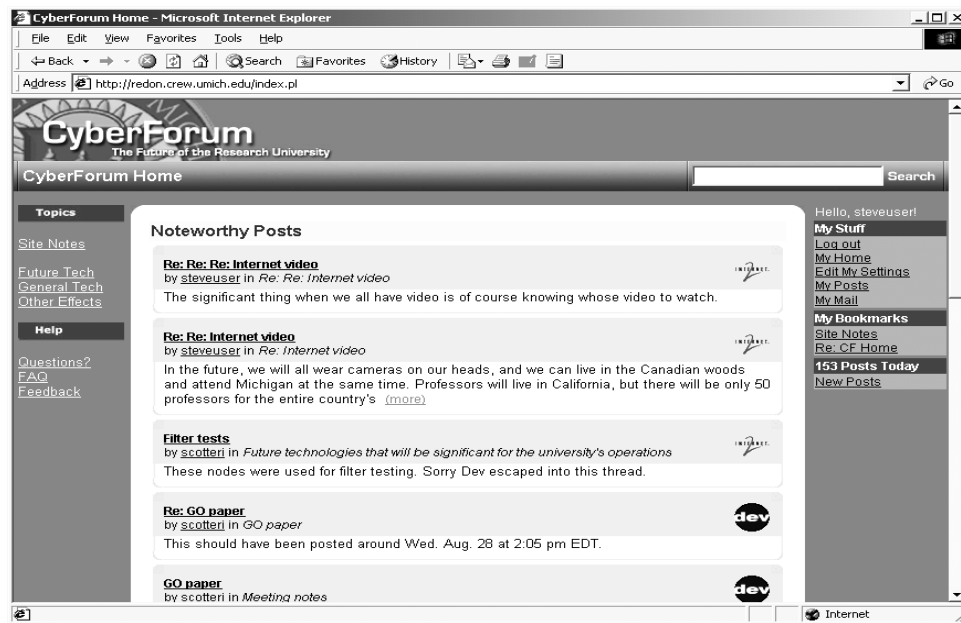 CyberForum Home - Microsoft Internet Explorer
File Edit View Favorites Tools Help
Back Search Favorites History
Address http://redon.crew.umich.edu/index.pl Go
CyberForum
The Future of the Research University
CyberForum Home
Search
Topics
Site Notes
Future Tech
General Tech
Other Effects
Help
Questions?
FAQ
Feedback
Noteworthy Posts
Re: Re: Re: Internet video
by steveuser in Re: Re: Internet video
INTERNET 2
The significant thing when we all have video is of course knowing whose video to watch.
Re: Re: Internet video
by steveuser in Re: Internet video
INTERNET 2
In the future, we will all wear cameras on our heads, and we can live in the Canadian woods
and attend Michigan at the same time. Professors will live in California, but there will be only 50
professors for the entire country's (more)
Filter tests
by scotteri in Future technologies that will be significant for the university's operations
INTERNET 2
These nodes were used for filter testing. Sorry Dev escaped into this thread.
Re: GO paper
by scotteri in GO paper
dev
This should have been posted around Wed. Aug. 28 at 2:05 pm EDT.
GO paper
by scotteri in Meeting notes
dev
Hello, steveuser!
My Stuff
Log out
My Home
Edit My Settings
My Posts
My Mail
My Bookmarks
Site Notes
Re: CF Home
153 Posts Today
New Posts
Internet